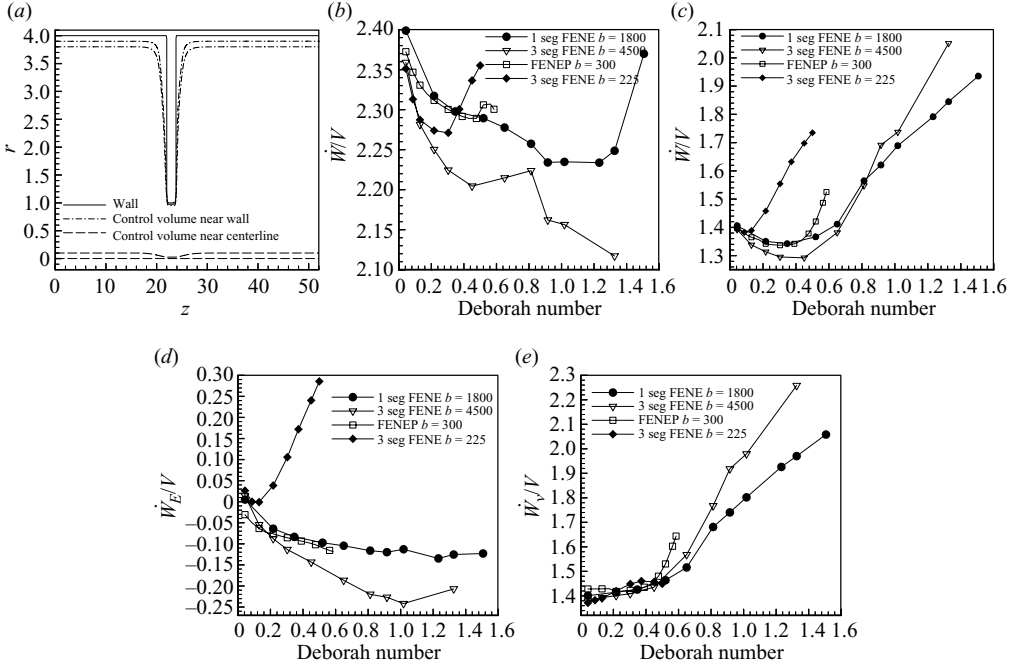 (a)
4.0
3.5
3.0
2.5
2.0
1.5
1.0
0.5
0
r
Wall
Control volume near wall
Control volume near centerline
0 10 20 30 40 50
z
(b)
2.40
2.35
2.30
2.25
2.20
2.15
2.10
Ẇ/V
1 seg FENE b = 1800
3 seg FENE b = 4500
FENEP b = 300
3 seg FENE b = 225
0 0.2 0.4 0.6 0.8 1.0 1.2 1.4 1.6
Deborah number
(c)
2.1
2.0
1.9
1.8
1.7
1.6
1.5
1.4
1.3
Ẇ/V
1 seg FENE b = 1800
3 seg FENE b = 4500
FENEP b = 300
3 seg FENE b = 225
0 0.2 0.4 0.6 0.8 1.0 1.2 1.4 1.6
Deborah number
(d)
0.30
0.25
0.20
0.15
0.10
0.05
0
–0.05
–0.10
–0.15
–0.20
–0.25
Ẇ_E/V
1 seg FENE b = 1800
3 seg FENE b = 4500
FENEP b = 300
3 seg FENE b = 225
0 0.2 0.4 0.6 0.8 1.0 1.2 1.4 1.6
Deborah number
(e)
2.3
2.2
2.1
2.0
1.9
1.8
1.7
1.6
1.5
1.4
Ẇ_v/V
1 seg FENE b = 1800
3 seg FENE b = 4500
FENEP b = 300
3 seg FENE b = 225
0 0.2 0.4 0.6 0.8 1.0 1.2 1.4 1.6
Deborah number